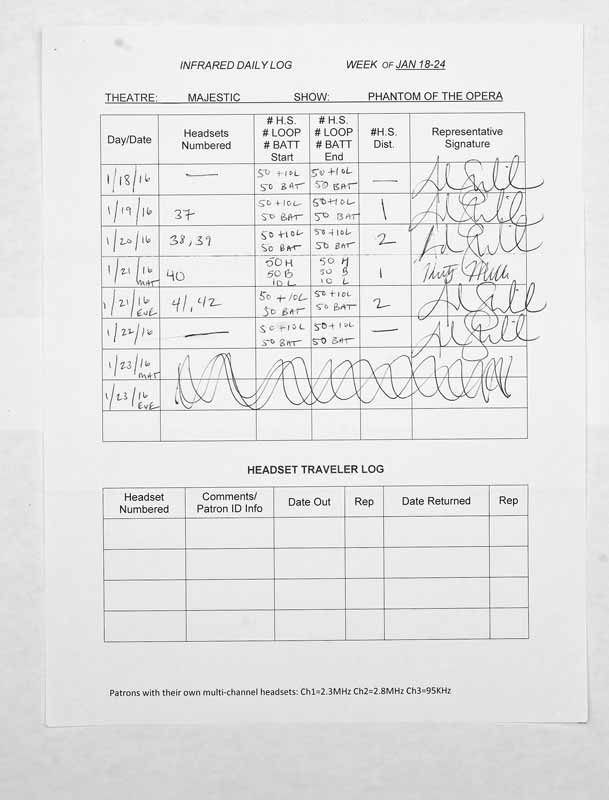 INFRARED DAILY LOG WEEK OF JAN 18-24
THEATRE: MAJESTIC SHOW: PHANTOM OF THE OPERA
Day/Date Headsets Numbered # H.S. # LOOP # BATT Start # H.S. # LOOP # BATT End #H.S. Dist. Representative Signature
1/18/16 — 50 +10L 50 BAT 50 +10L 50 BAT —
1/19/16 37 50 +10L 50 BAT 50+10L 50 BAT 1
1/20/16 38,39 50 +10L 50 BAT 50 +10L 50 BAT 2
1/21/16 MAT 40 50 H 50 B 10 L 50 H 50 B 10 L 1
1/21/16 EVE 41,42 50 +10L 50 BAT 50 +10L 50 BAT 2
1/22/16 — 50 +10L 50 BAT 50 +10L 50 BAT —
1/23/16 MAT
1/23/16 EVE
HEADSET TRAVELER LOG
Headset Numbered Comments/ Patron ID Info Date Out Rep Date Returned Rep
Patrons with their own multi-channel headsets: Ch1=2.3MHz Ch2=2.8MHz Ch3=95KHz